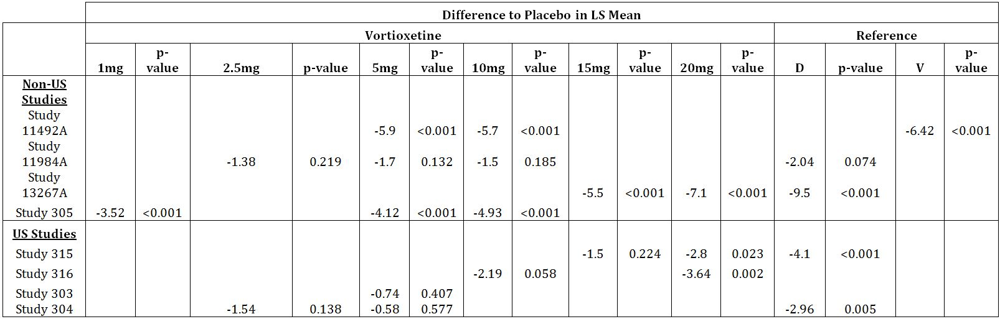 Difference to Placebo in LS Mean
Vortioxetine Reference
p- p- p- p- p- p-
1mg value 2.5mg p-value 5mg value 10mg value 15mg value 20mg value D p-value V value
Non-US
Studies
Study
11492A -5.9 <0.001 -5.7 <0.001 -6.42 <0.001
Study
11984A -1.38 0.219 -1.7 0.132 -1.5 0.185 -2.04 0.074
Study
13267A -5.5 <0.001 -7.1 <0.001 -9.5 <0.001
Study 305 -3.52 <0.001 -4.12 <0.001 -4.93 <0.001
US Studies
Study 315 -1.5 0.224 -2.8 0.023 -4.1 <0.001
Study 316 -2.19 0.058 -3.64 0.002
Study 303 -0.74 0.407
Study 304 -1.54 0.138 -0.58 0.577 -2.96 0.005